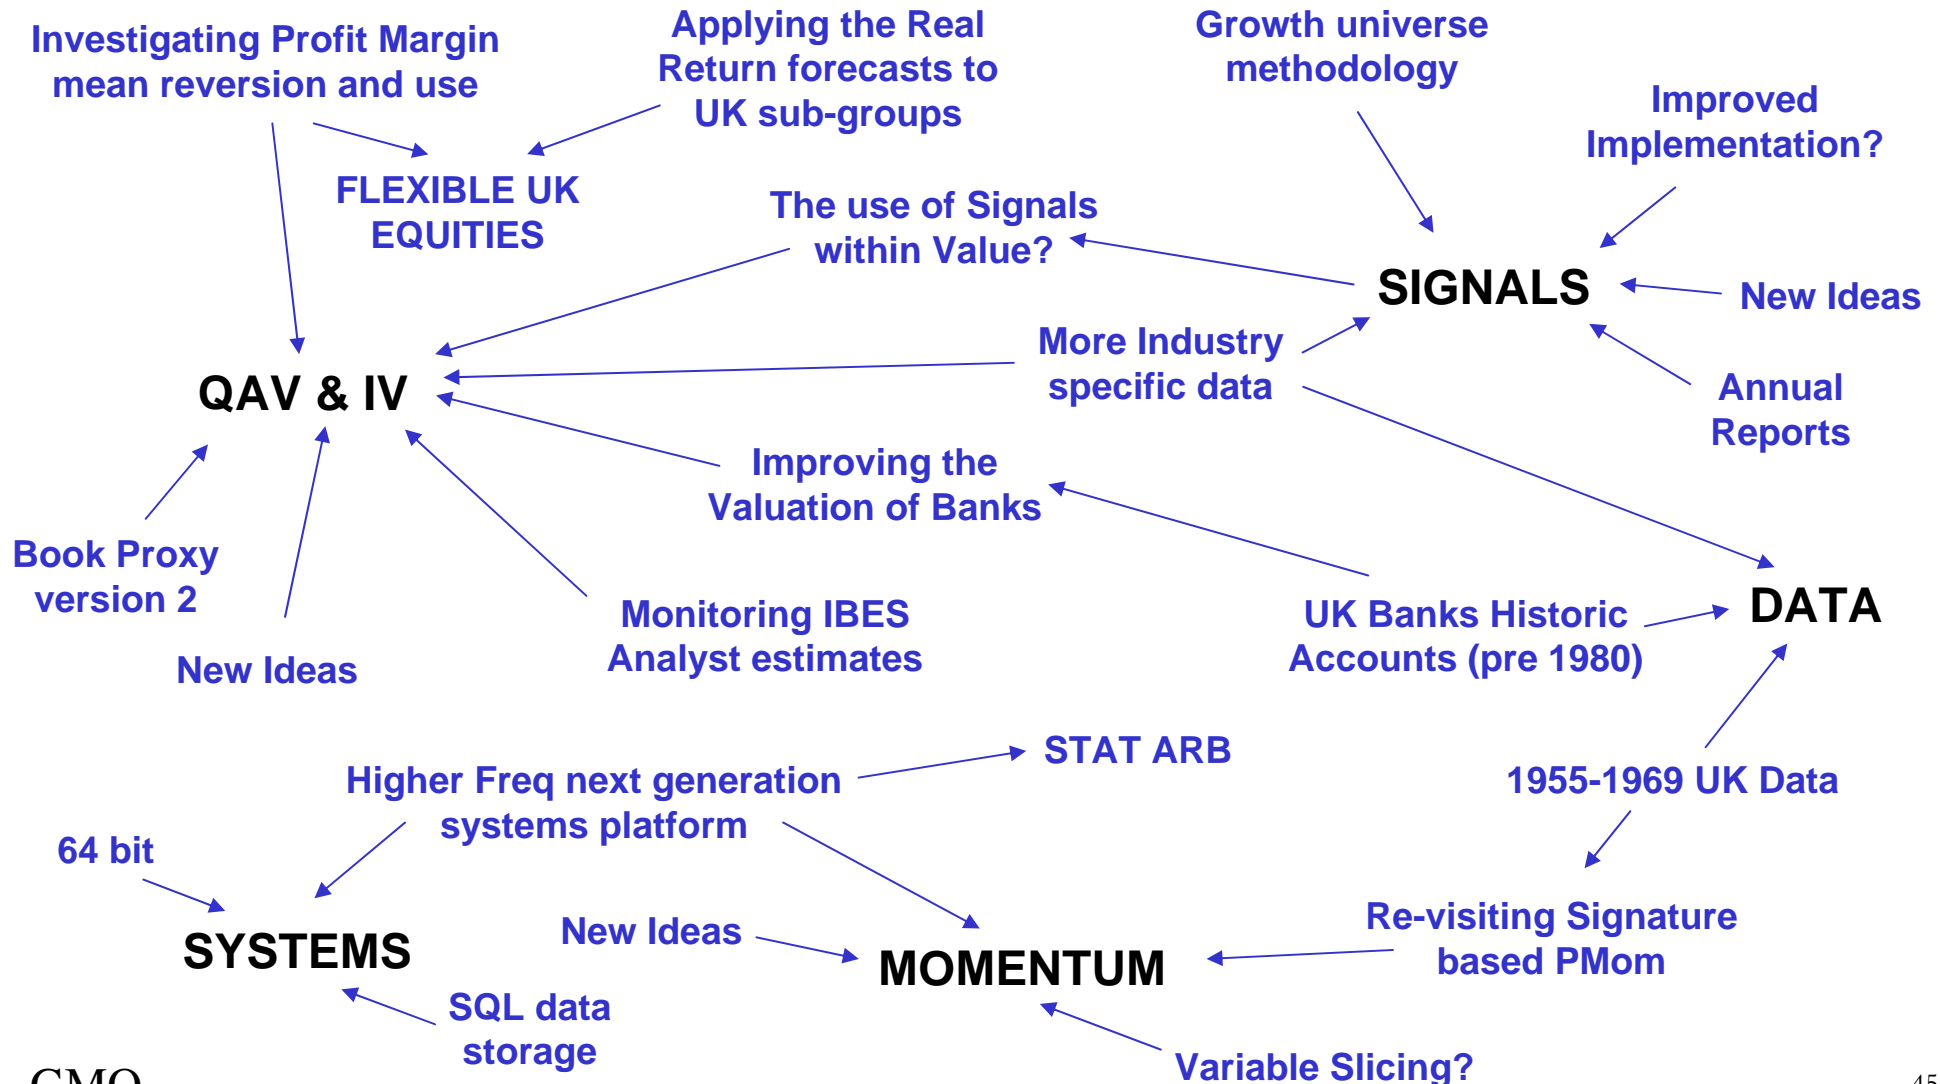 Investigating Profit Margin
mean reversion and use
Applying the Real
Return forecasts to
UK sub-groups
Growth universe
methodology
Improved
Implementation?
FLEXIBLE UK
EQUITIES
The use of Signals
within Value?
SIGNALS
New Ideas
More Industry
specific data
QAV & IV
Annual
Reports
Improving the
Valuation of Banks
Book Proxy
version 2
New Ideas
Monitoring IBES
Analyst estimates
UK Banks Historic
Accounts (pre 1980)
DATA
STAT ARB
Higher Freq next generation
systems platform
1955-1969 UK Data
64 bit
SYSTEMS
New Ideas
MOMENTUM
Re-visiting Signature
based PMom
SQL data
storage
Variable Slicing?
GMO
45